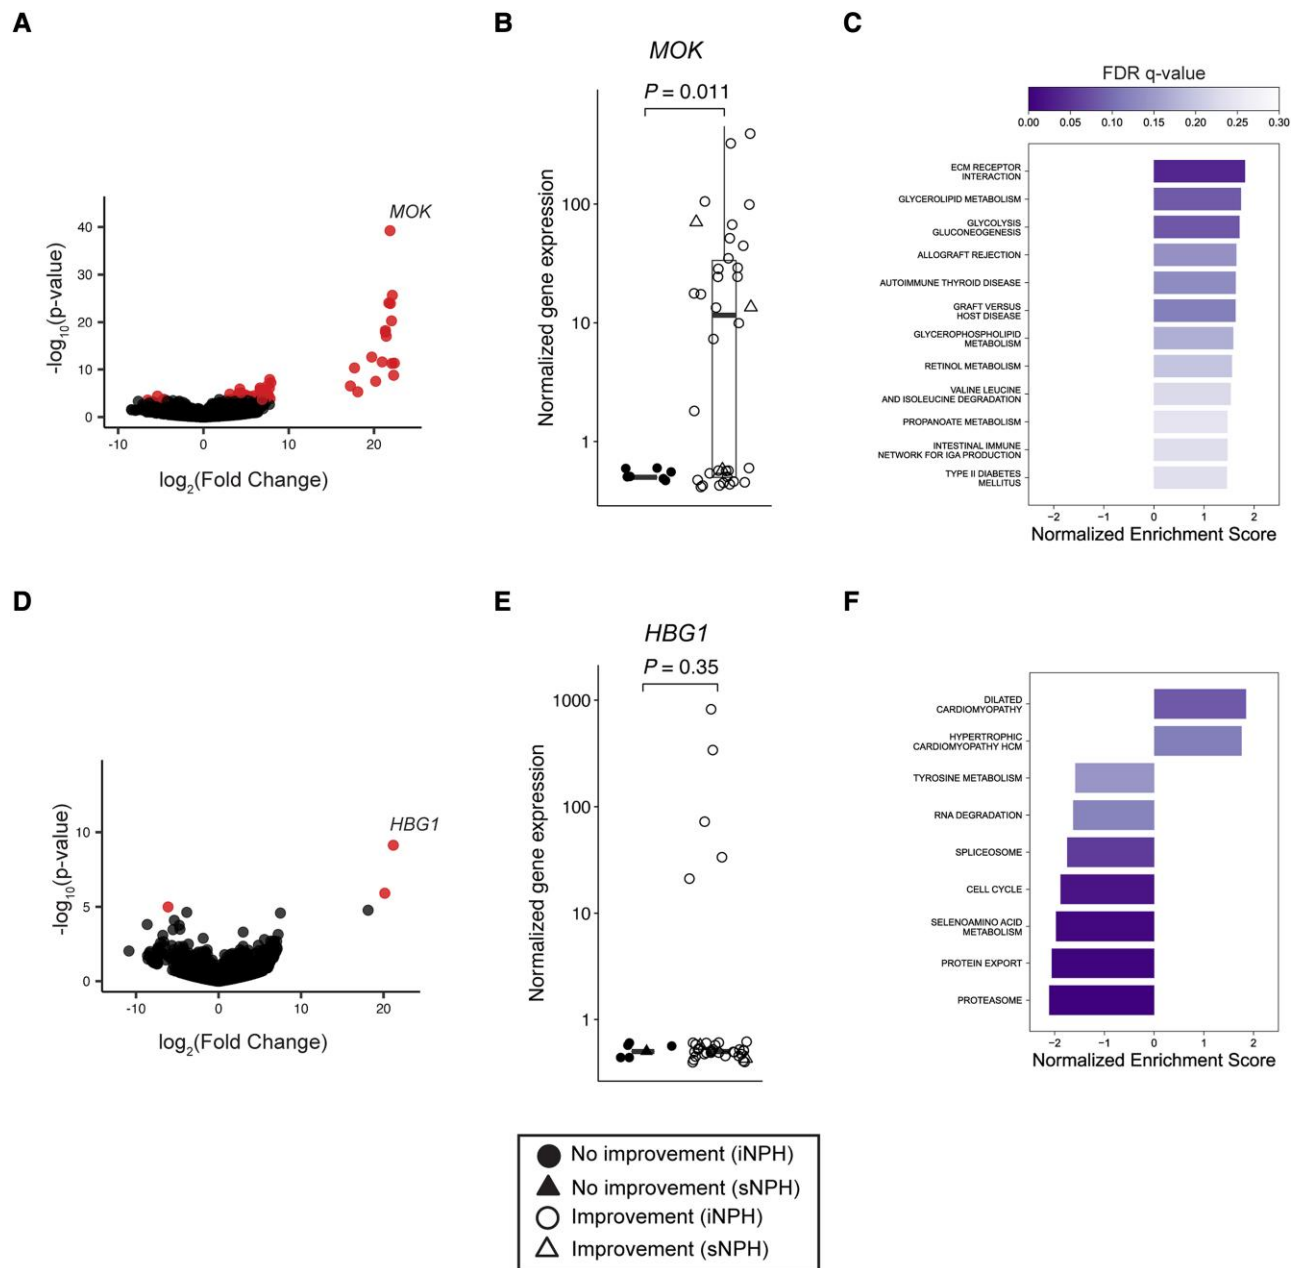 A
B
C
MOK
P = 0.011
FDR q-value
0.00 0.05 0.10 0.15 0.20 0.25 0.30
MOK
-log10(p-value)
40
30
20
10
0
-10 0 10 20
log2(Fold Change)
Normalized gene expression
100
10
1
ECM RECEPTOR
INTERACTION
GLYCEROLIPID METABOLISM
GLYCOLYSIS
GLUCONEOGENESIS
ALLOGRAFT REJECTION
AUTOIMMUNE THYROID DISEASE
GRAFT VERSUS
HOST DISEASE
GLYCEROPHOSPHOLIPID
METABOLISM
RETINOL METABOLISM
VALINE LEUCINE
AND ISOLEUCINE DEGRADATION
PROPANOATE METABOLISM
INTESTINAL IMMUNE
NETWORK FOR IGA PRODUCTION
TYPE II DIABETES
MELLITUS
−2 −1 0 1 2
Normalized Enrichment Score
D
E
F
HBG1
P = 0.35
HBG1
-log10(p-value)
10
5
0
-10 0 10 20
log2(Fold Change)
Normalized gene expression
1000
100
10
1
DILATED
CARDIOMYOPATHY
HYPERTROPHIC
CARDIOMYOPATHY HCM
TYROSINE METABOLISM
RNA DEGRADATION
SPLICEOSOME
CELL CYCLE
SELENOAMINO ACID
METABOLISM
PROTEIN EXPORT
PROTEASOME
−2 −1 0 1 2
Normalized Enrichment Score
No improvement (iNPH)
No improvement (sNPH)
Improvement (iNPH)
Improvement (sNPH)